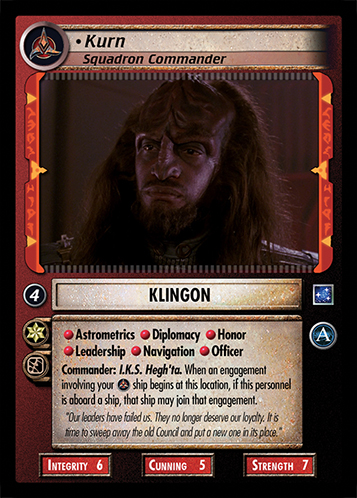 • Kurn
Squadron Commander
4
KLINGON
• Astrometrics • Diplomacy • Honor
• Leadership • Navigation • Officer
A
Commander: I.K.S. Hegh'ta. When an engagement
involving your ship begins at this location, if this personnel
is aboard a ship, that ship may join that engagement.
"Our leaders have failed us. They no longer deserve our loyalty. It is
time to sweep away the old Council and put a new one in its place."
INTEGRITY 6 CUNNING 5 STRENGTH 7